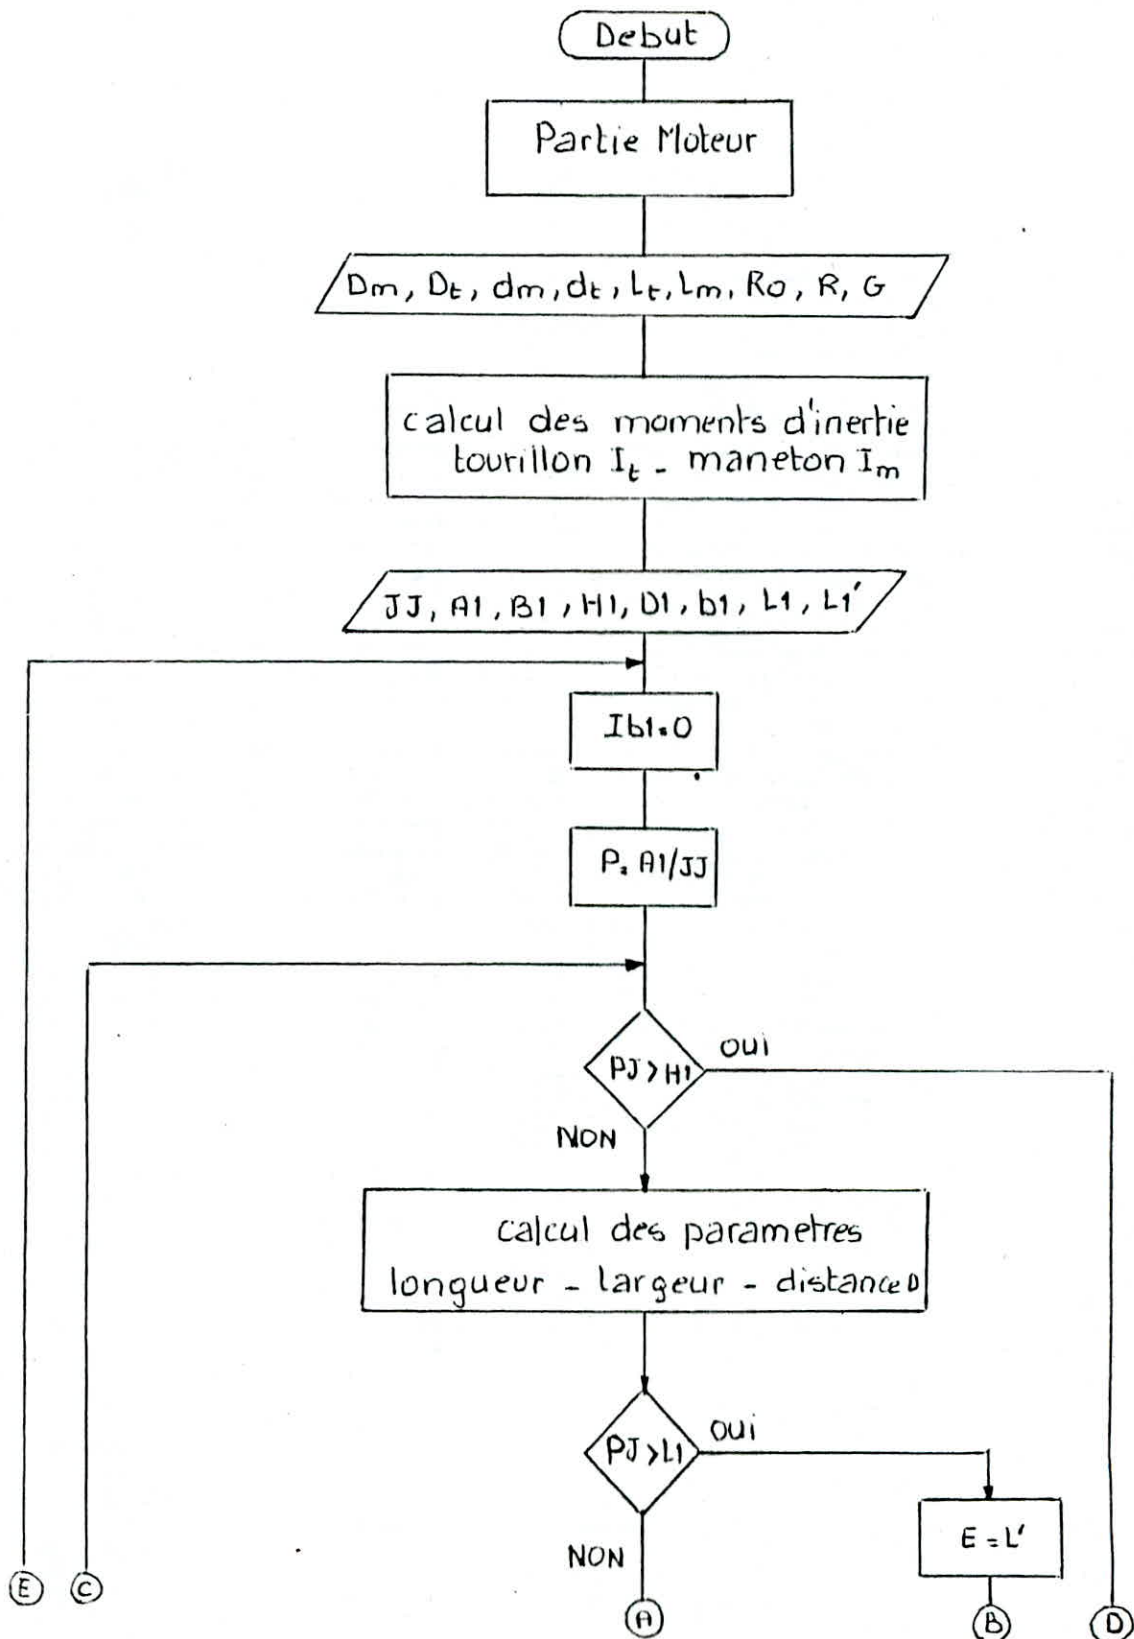 Debut
Partie Moteur
Dm, Dt, dm, dt, Lt, Lm, Ro, R, G
calcul des moments d'inertie
tourillon It - maneton Im
JJ, A1, B1, H1, D1, b1, L1, L1'
Ib1=0
P= A1/JJ
PJ>H1
OUI
NON
calcul des parametres
longueur - largeur - distance D
PJ>L1
OUI
NON
E = L'
E
C
A
B
D